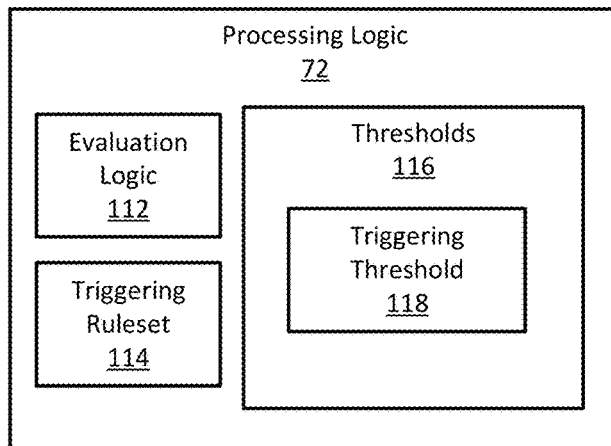 Processing Logic
72
Evaluation
Logic
112
Triggering
Ruleset
114
Thresholds
116
Triggering
Threshold
118